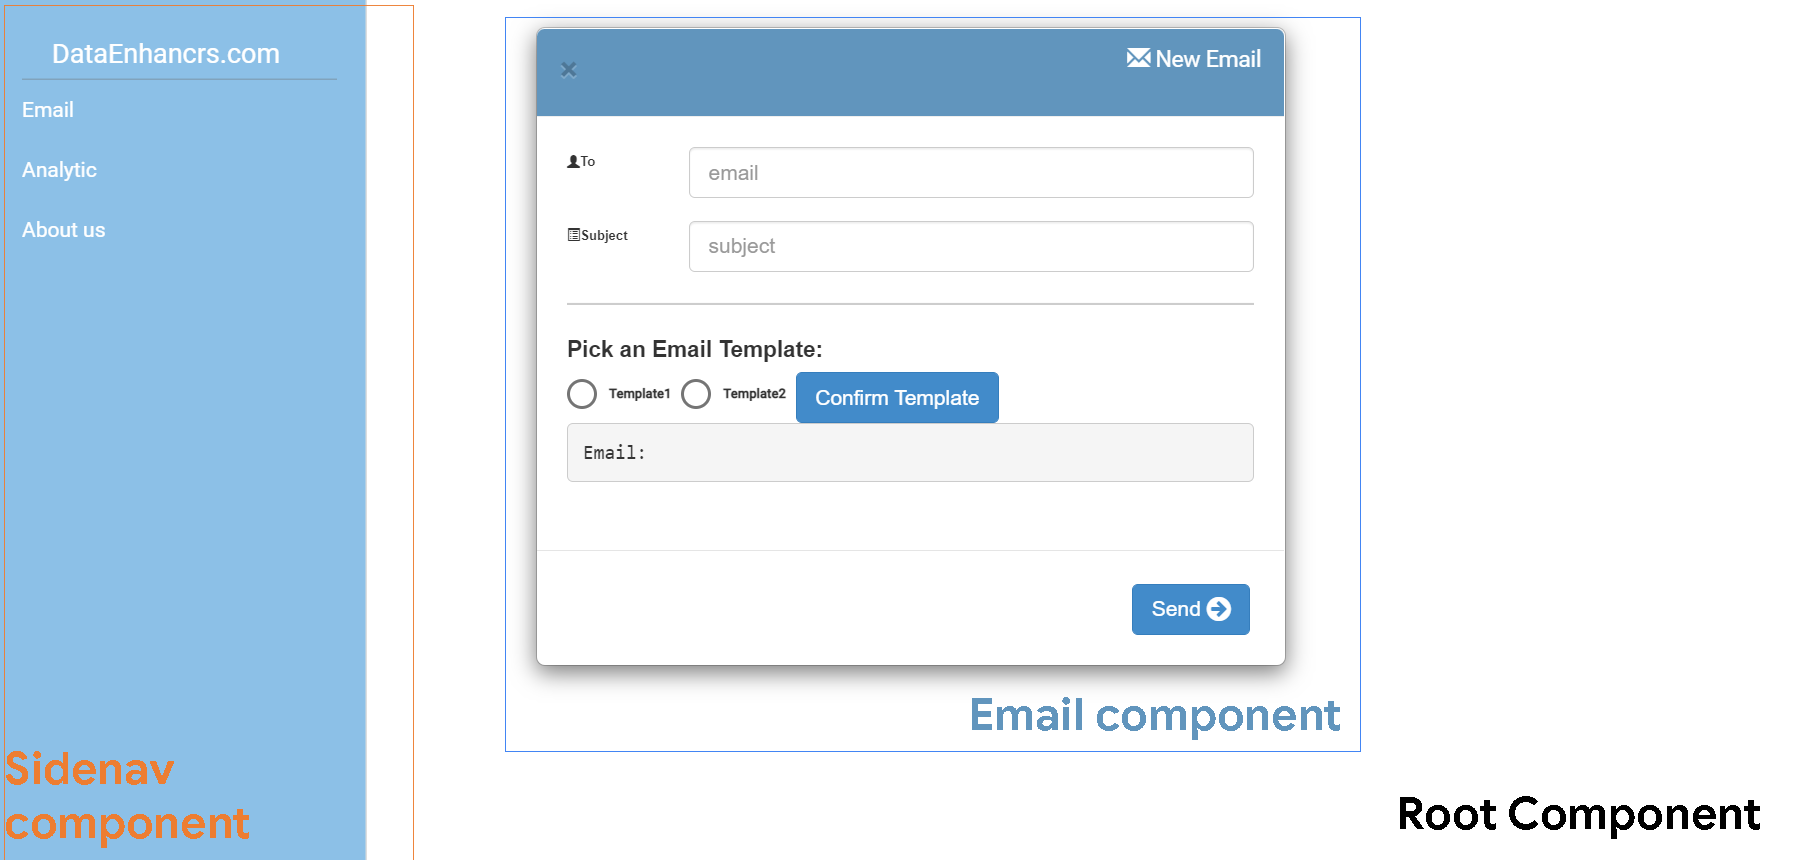 DataEnhancrs.com
Email
Analytic
About us
Sidenav
component
× New Email
To email
Subject subject
Pick an Email Template:
Template1 Template2 Confirm Template
Email:
Send
Email component
Root Component